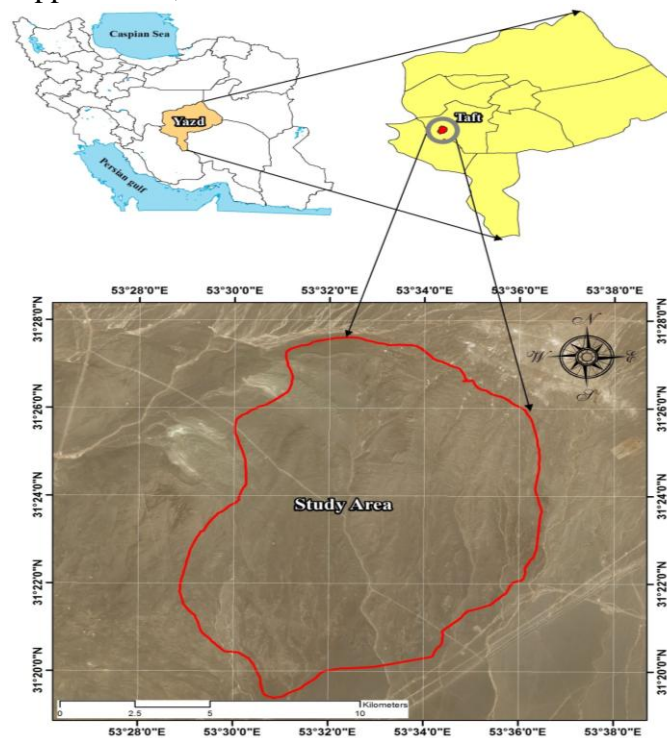 Caspian Sea
Yazd
Persian gulf
Taft
53°28'0"E 53°30'0"E 53°32'0"E 53°34'0"E 53°36'0"E 53°38'0"E
31°28'0"N 31°28'0"N
N
W E
S
31°26'0"N 31°26'0"N
31°24'0"N 31°24'0"N
Study Area
31°22'0"N 31°22'0"N
31°20'0"N 31°20'0"N
Kilometers
0 2.5 5 10
53°28'0"E 53°30'0"E 53°32'0"E 53°34'0"E 53°36'0"E 53°38'0"E